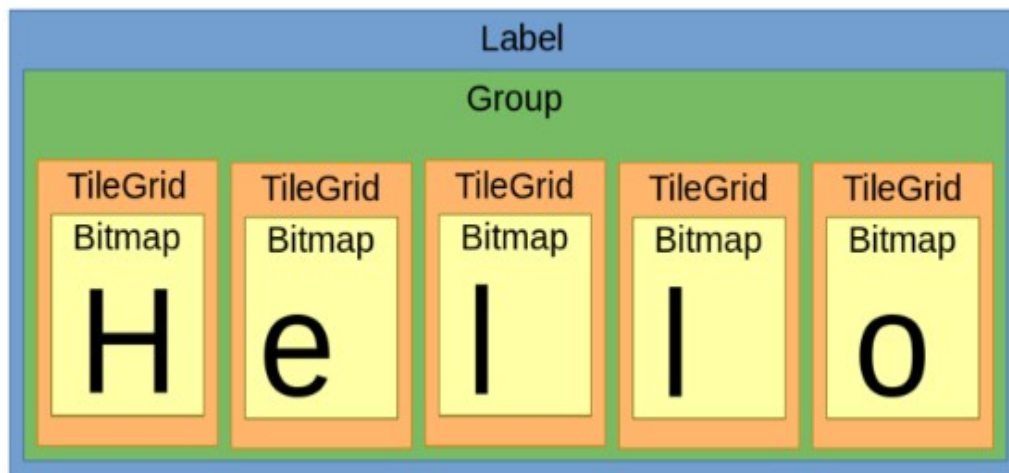 Label
Group
TileGrid TileGrid TileGrid TileGrid TileGrid
Bitmap Bitmap Bitmap Bitmap Bitmap
H e l l o